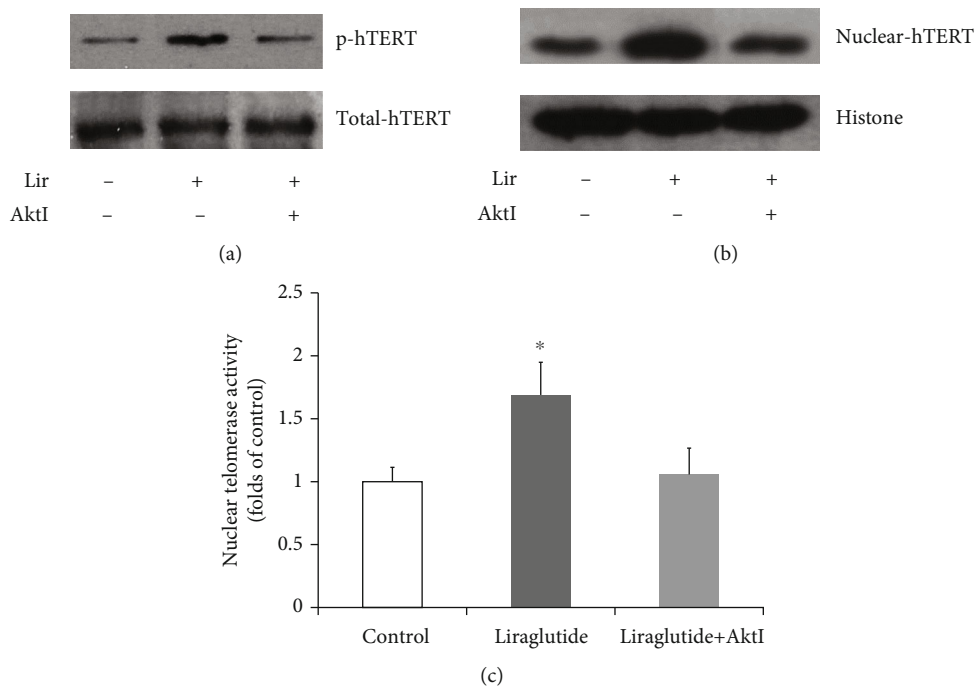 p-hTERT
Total-hTERT
Lir – + +
AktI – – +
(a)
Nuclear-hTERT
Histone
Lir – + +
AktI – – +
(b)
Nuclear telomerase activity
(folds of control)
2.5
2
1.5
1
0.5
0
*
Control Liraglutide Liraglutide+AktI
(c)